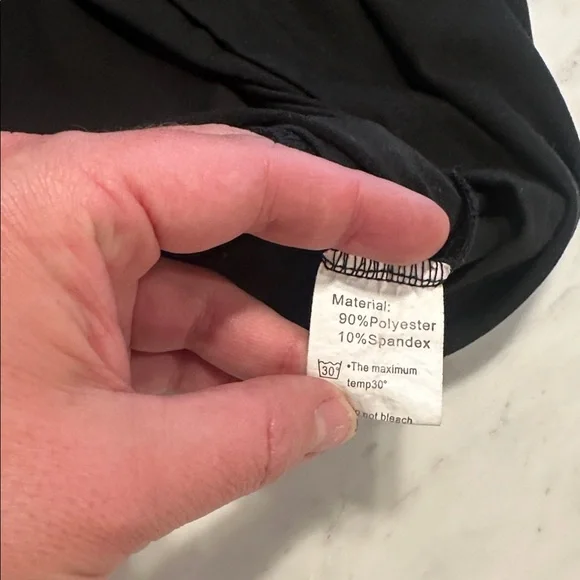 Material:
90%Polyester
10%Spandex
30° •The maximum
temp30°
not bleach